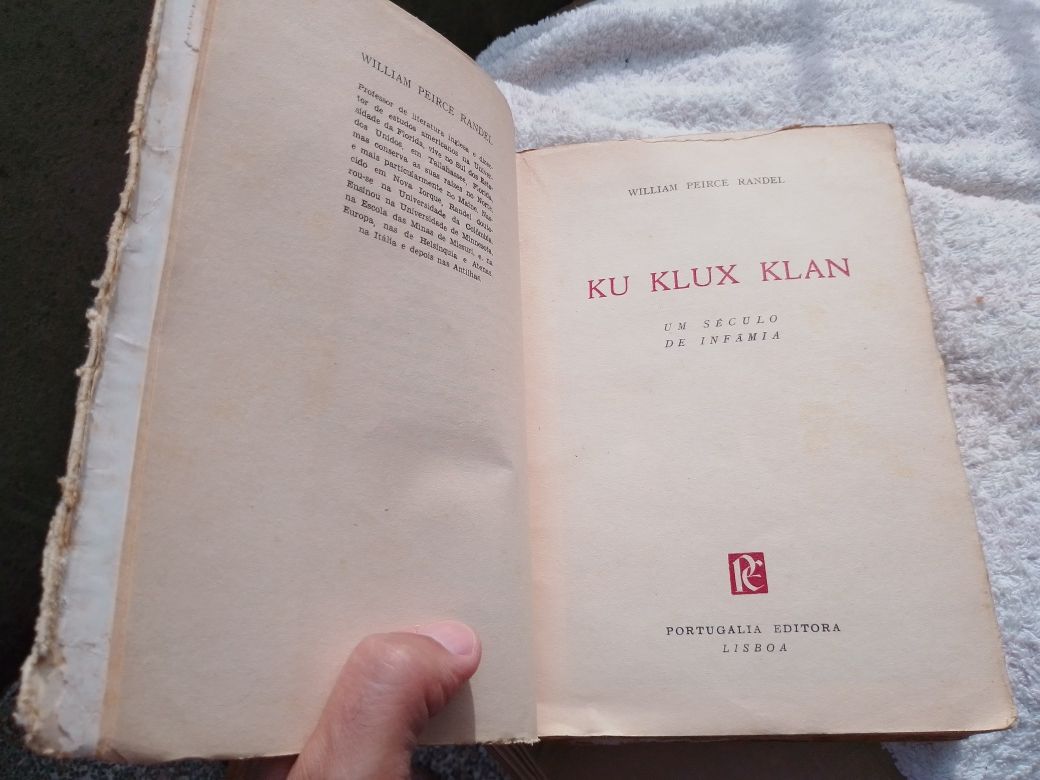 WILLIAM PEIRCE RANDEL
Professor de literatura inglesa e direc-
tor de estudos americanos na Univer-
sidade da Florida, vive no Sul dos Esta-
dos Unidos, em Tallahassee, Florida,
mas conserva as suas raízes no Norte,
e mais particularmente no Maine. Nas-
cido em Nova Iorque, Randel douto-
rou-se na Universidade da Colúmbia.
Ensinou na Universidade de Minnesota,
na Escola das Minas de Missuri, e, na
Europa, nas de Helsínquia e Atenas,
na Itália e depois nas Antilhas.
WILLIAM PEIRCE RANDEL
KU KLUX KLAN
UM SÉCULO
DE INFÂMIA
PE
PORTUGALIA EDITORA
LISBOA